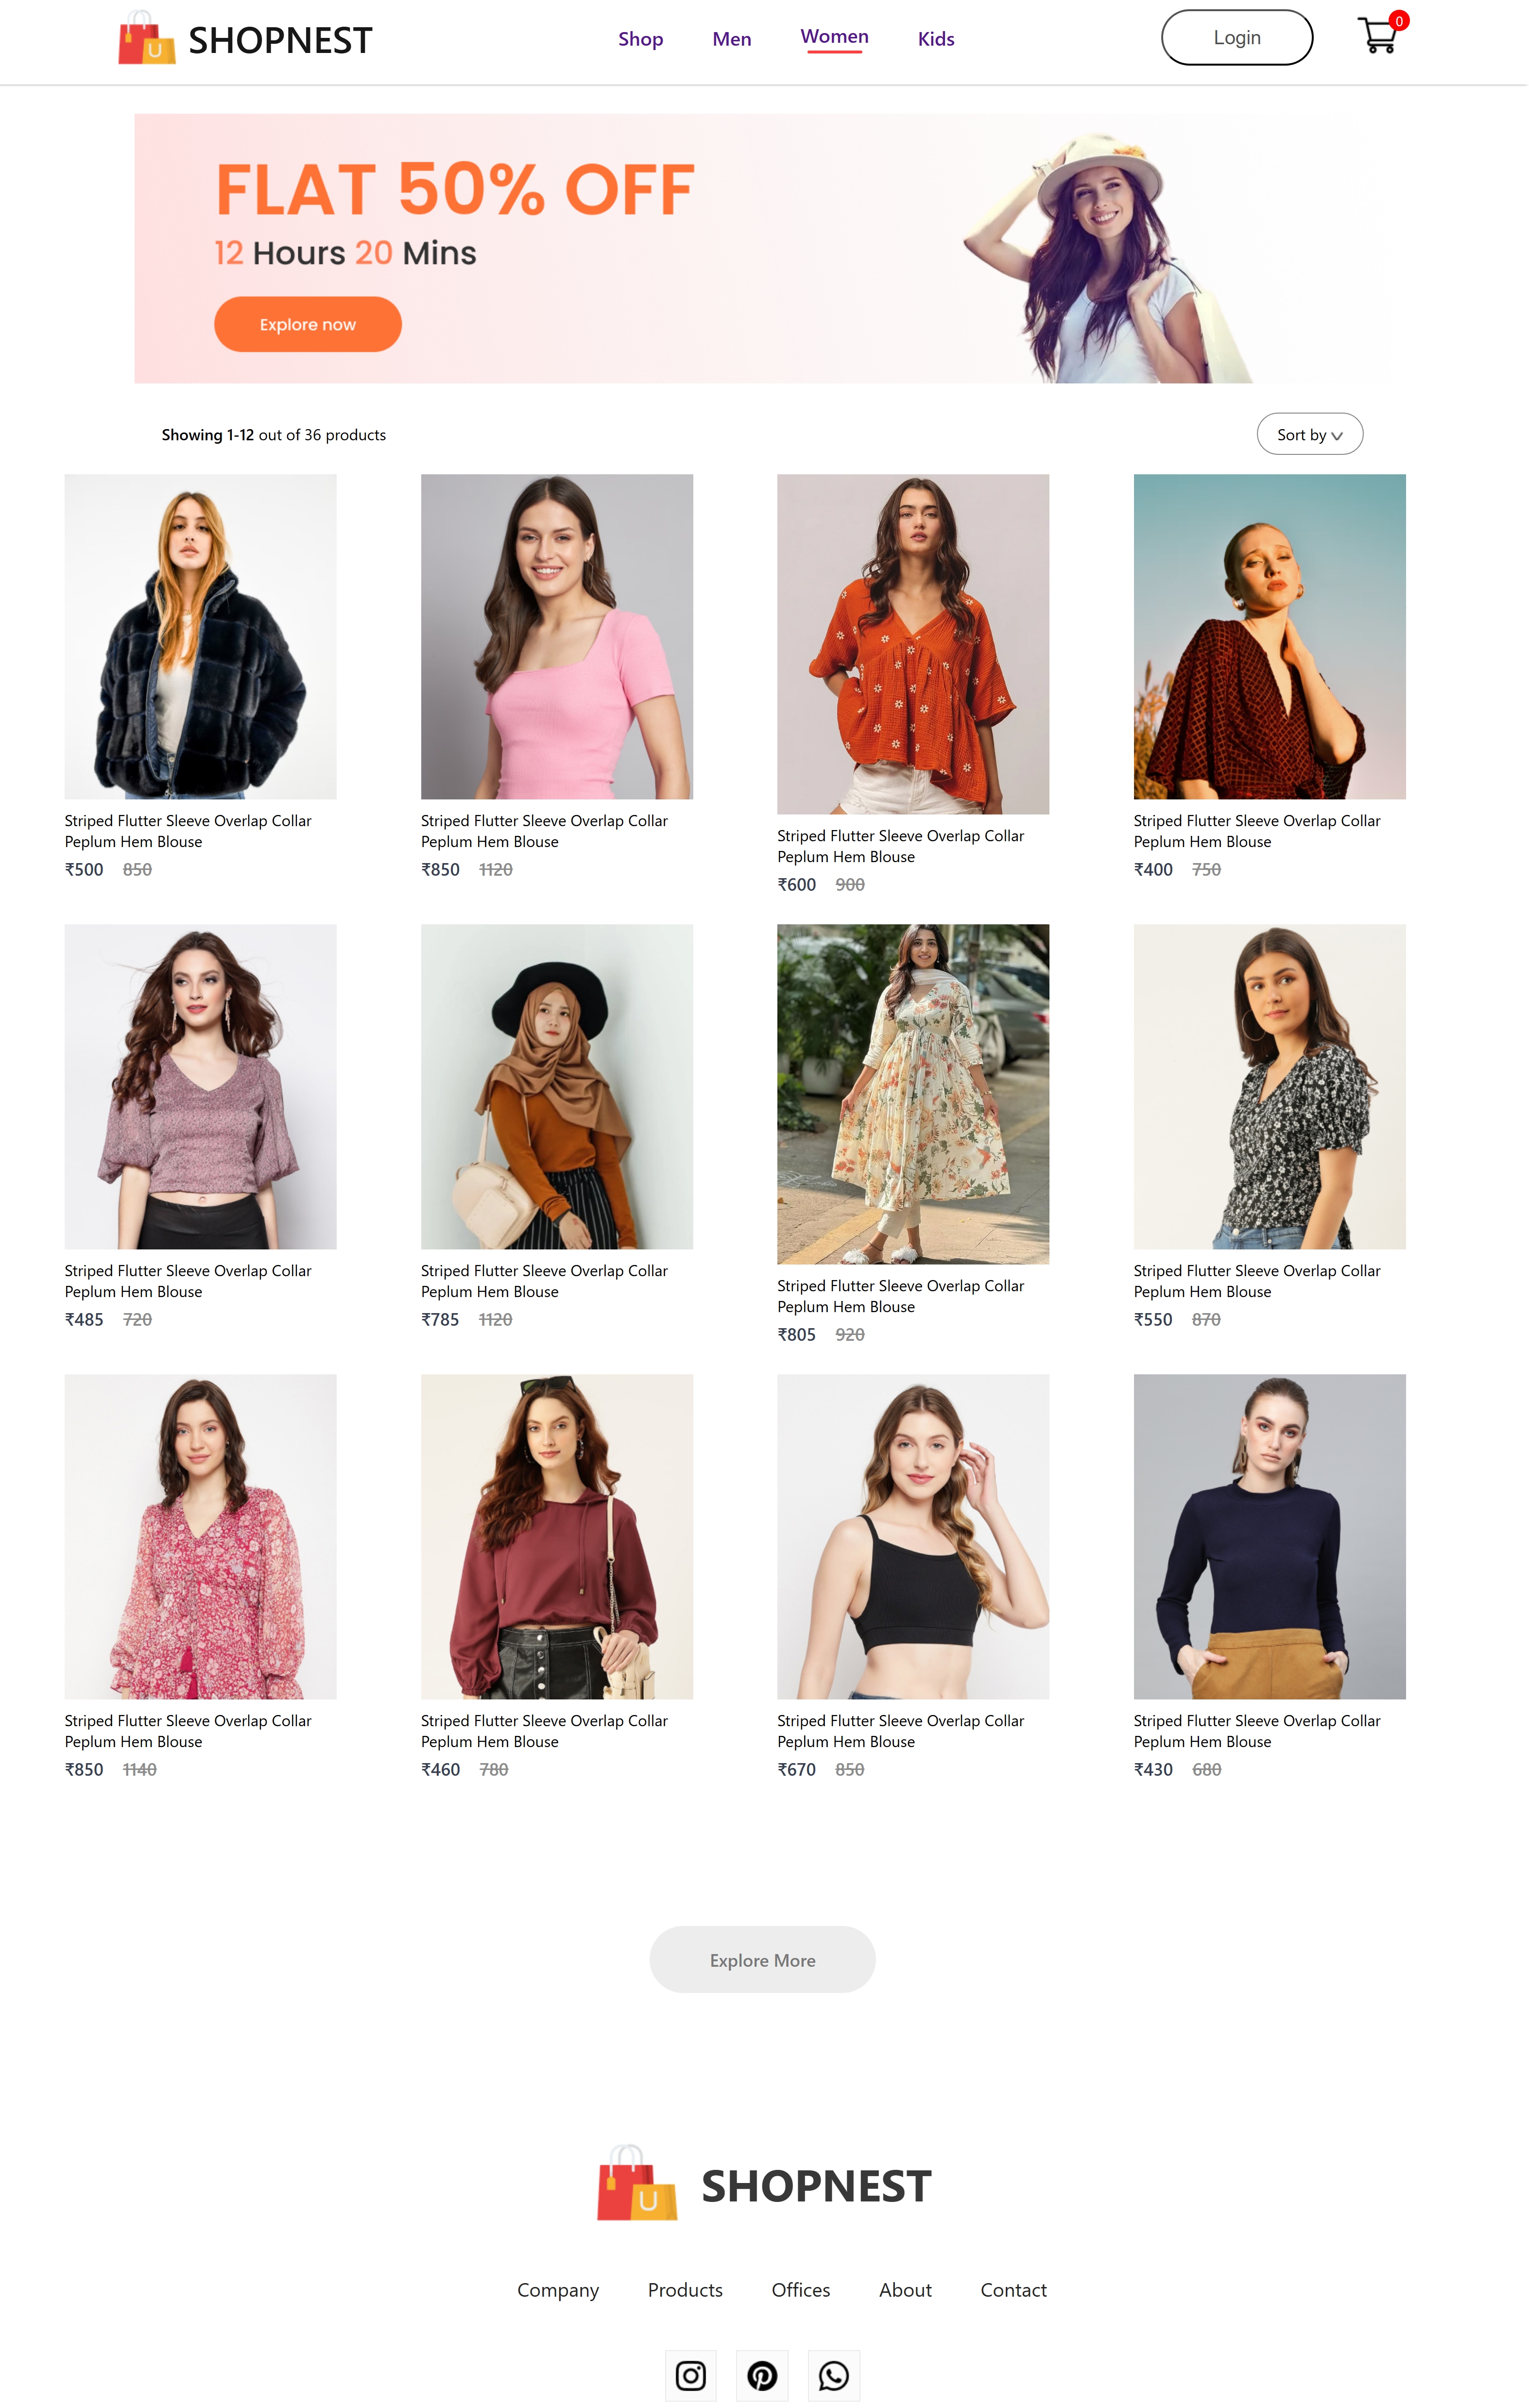 U
SHOPNEST
Shop
Men
Women
Kids
Login
0
FLAT 50% OFF
12 Hours 20 Mins
Explore now
Showing 1-12 out of 36 products
Sort by
Striped Flutter Sleeve Overlap Collar
Peplum Hem Blouse
₹500 850
Striped Flutter Sleeve Overlap Collar
Peplum Hem Blouse
₹850 1120
Striped Flutter Sleeve Overlap Collar
Peplum Hem Blouse
₹600 900
Striped Flutter Sleeve Overlap Collar
Peplum Hem Blouse
₹400 750
Striped Flutter Sleeve Overlap Collar
Peplum Hem Blouse
₹485 720
Striped Flutter Sleeve Overlap Collar
Peplum Hem Blouse
₹785 1120
Striped Flutter Sleeve Overlap Collar
Peplum Hem Blouse
₹805 920
Striped Flutter Sleeve Overlap Collar
Peplum Hem Blouse
₹550 870
Striped Flutter Sleeve Overlap Collar
Peplum Hem Blouse
₹850 1140
Striped Flutter Sleeve Overlap Collar
Peplum Hem Blouse
₹460 780
Striped Flutter Sleeve Overlap Collar
Peplum Hem Blouse
₹670 850
Striped Flutter Sleeve Overlap Collar
Peplum Hem Blouse
₹430 680
Explore More
U
SHOPNEST
Company
Products
Offices
About
Contact